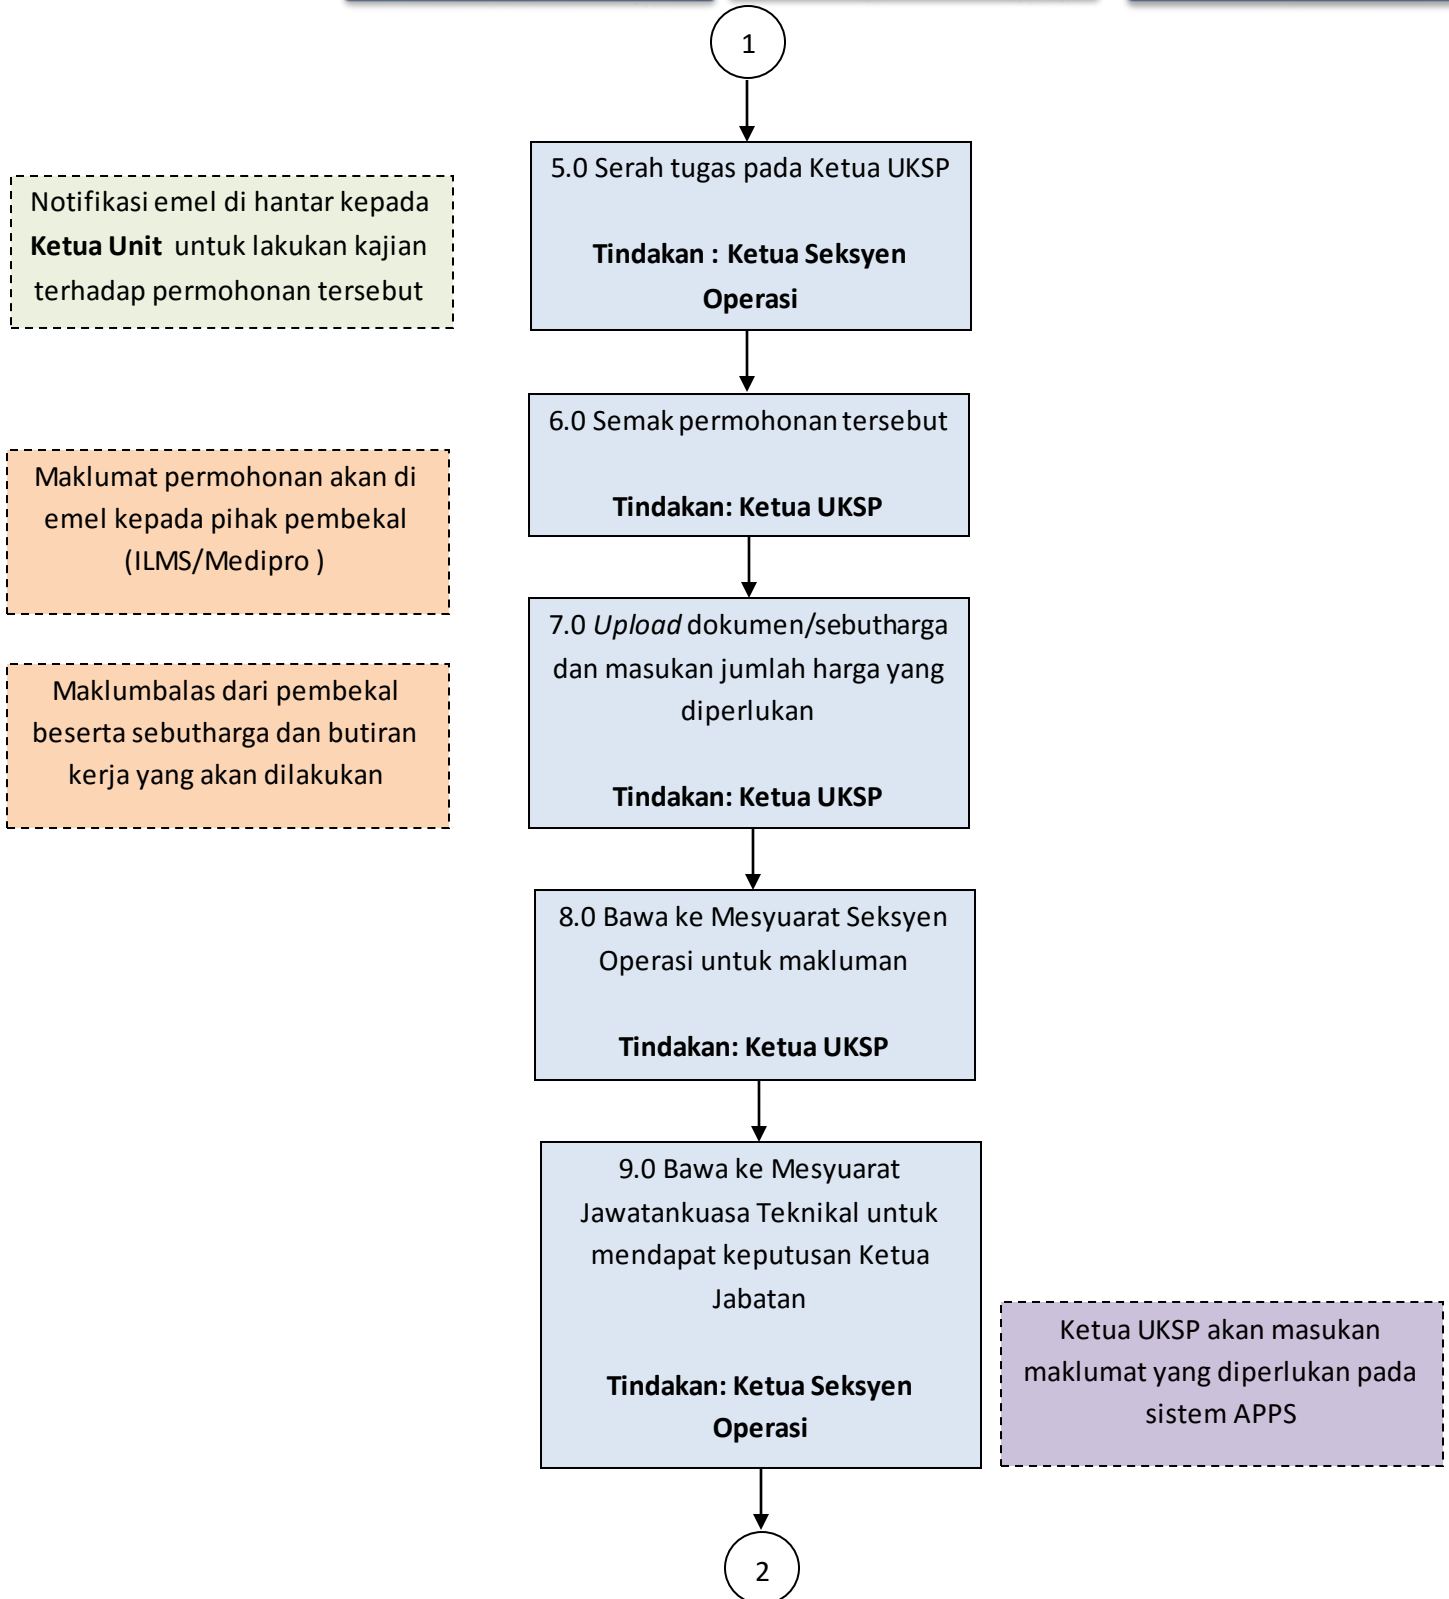 1
5.0 Serah tugas pada Ketua UKSP
Tindakan : Ketua Seksyen
Operasi
Notifikasi emel di hantar kepada
Ketua Unit untuk lakukan kajian
terhadap permohonan tersebut
6.0 Semak permohonan tersebut
Tindakan: Ketua UKSP
Maklumat permohonan akan di
emel kepada pihak pembekal
(ILMS/Medipro )
7.0 Upload dokumen/sebutharga
dan masukan jumlah harga yang
diperlukan
Tindakan: Ketua UKSP
Maklumbalas dari pembekal
beserta sebutharga dan butiran
kerja yang akan dilakukan
8.0 Bawa ke Mesyuarat Seksyen
Operasi untuk makluman
Tindakan: Ketua UKSP
9.0 Bawa ke Mesyuarat
Jawatankuasa Teknikal untuk
mendapat keputusan Ketua
Jabatan
Tindakan: Ketua Seksyen
Operasi
Ketua UKSP akan masukan
maklumat yang diperlukan pada
sistem APPS
2